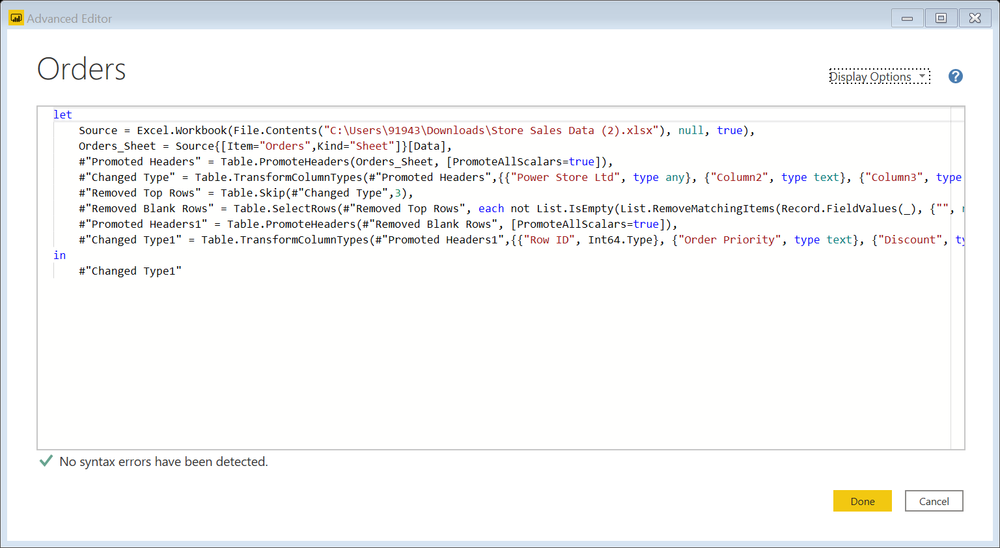 Advanced Editor
Orders
Display Options
let
Source = Excel.Workbook(File.Contents("C:\Users\91943\Downloads\Store Sales Data (2).xlsx"), null, true),
Orders_Sheet = Source{[Item="Orders",Kind="Sheet"]}[Data],
#"Promoted Headers" = Table.PromoteHeaders(Orders_Sheet, [PromoteAllScalars=true]),
#"Changed Type" = Table.TransformColumnTypes(#"Promoted Headers",{{"Power Store Ltd", type any}, {"Column2", type text}, {"Column3", type
#"Removed Top Rows" = Table.Skip(#"Changed Type",3),
#"Removed Blank Rows" = Table.SelectRows(#"Removed Top Rows", each not List.IsEmpty(List.RemoveMatchingItems(Record.FieldValues(_), {"",
#"Promoted Headers1" = Table.PromoteHeaders(#"Removed Blank Rows", [PromoteAllScalars=true]),
#"Changed Type1" = Table.TransformColumnTypes(#"Promoted Headers1",{{"Row ID", Int64.Type}, {"Order Priority", type text}, {"Discount",
in
#"Changed Type1"
No syntax errors have been detected.
Done
Cancel